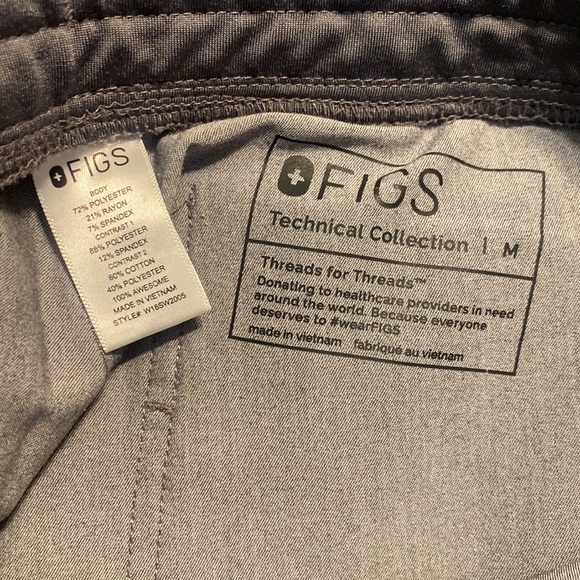 FIGS
BODY
72% POLYESTER
21% RAYON
7% SPANDEX
CONTRAST 1
88% POLYESTER
12% SPANDEX
CONTRAST 2
60% COTTON
40% POLYESTER
100% AWESOME
MADE IN VIETNAM
STYLE# W18SW2005
FIGS
Technical Collection | M
Threads for Threads™
Donating to healthcare providers in need
around the world. Because everyone
deserves to #wearFIGS
made in vietnam fabriqué au vietnam